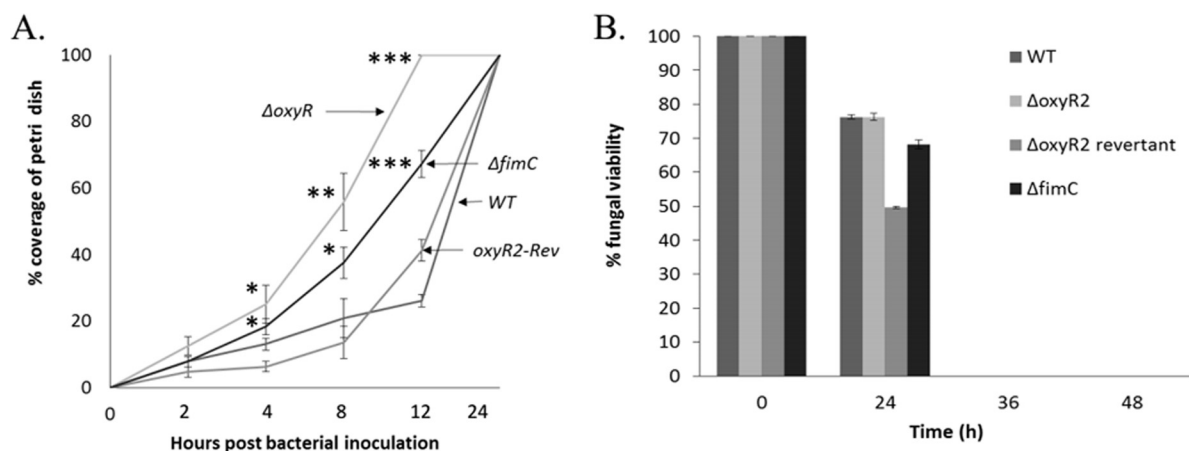 A.
% coverage of petri dish
100
80
60
40
20
0
0 2 4 8 12 24
Hours post bacterial inoculation
ΔoxyR
ΔfimC
WT
oxyR2-Rev
***
**
***
*
*
*
B.
% fungal viability
100
90
80
70
60
50
40
30
20
10
0
0 24 36 48
Time (h)
WT
ΔoxyR2
ΔoxyR2 revertant
ΔfimC